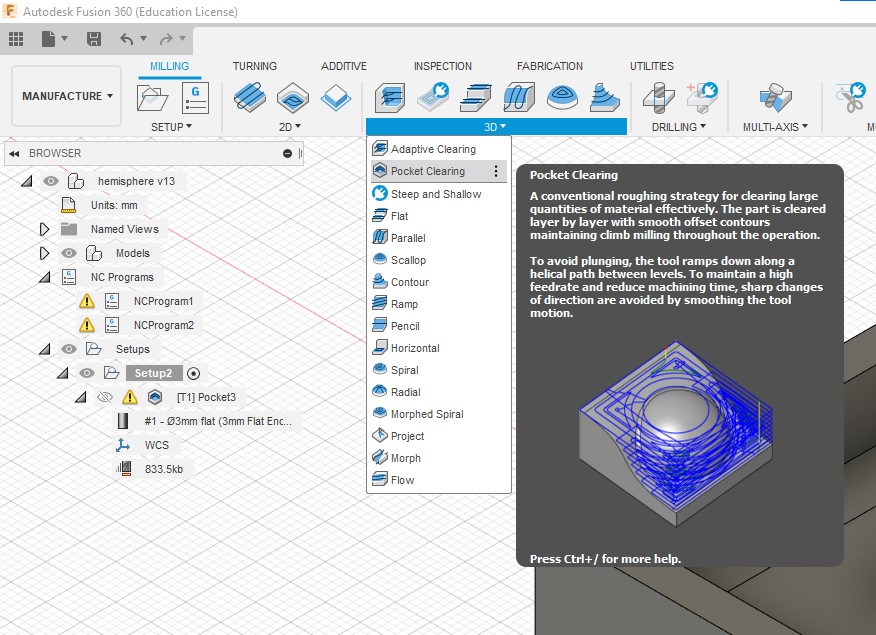 Autodesk Fusion 360 (Education License)
MILLING TURNING ADDITIVE INSPECTION FABRICATION UTILITIES
MANUFACTURE
G
SETUP 2D 3D DRILLING MULTI-AXIS
BROWSER
hemisphere v13
Units: mm
Named Views
Models
NC Programs
NCProgram1
NCProgram2
Setups
Setup2
[T1] Pocket3
#1 - Ø3mm flat (3mm Flat Enc...
WCS
833.5kb
Adaptive Clearing
Pocket Clearing
Steep and Shallow
Flat
Parallel
Scallop
Contour
Ramp
Pencil
Horizontal
Spiral
Radial
Morphed Spiral
Project
Morph
Flow
Pocket Clearing
A conventional roughing strategy for clearing large
quantities of material effectively. The part is cleared
layer by layer with smooth offset contours
maintaining climb milling throughout the operation.
To avoid plunging, the tool ramps down along a
helical path between levels. To maintain a high
feedrate and reduce machining time, sharp changes
of direction are avoided by smoothing the tool
motion.
Press Ctrl+/ for more help.